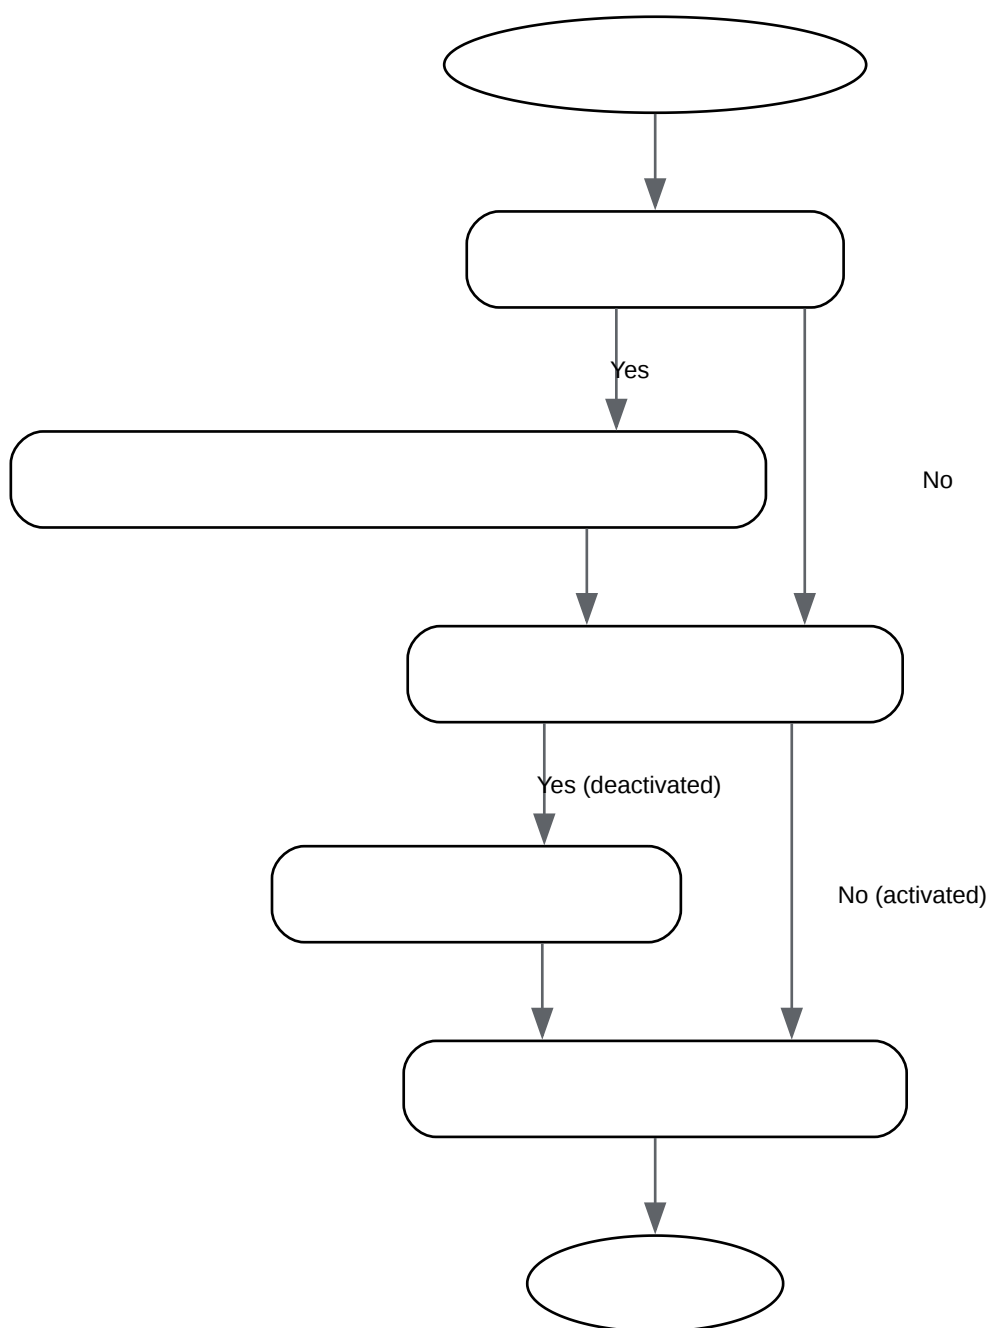 Yes
No
Yes (deactivated)
No (activated)